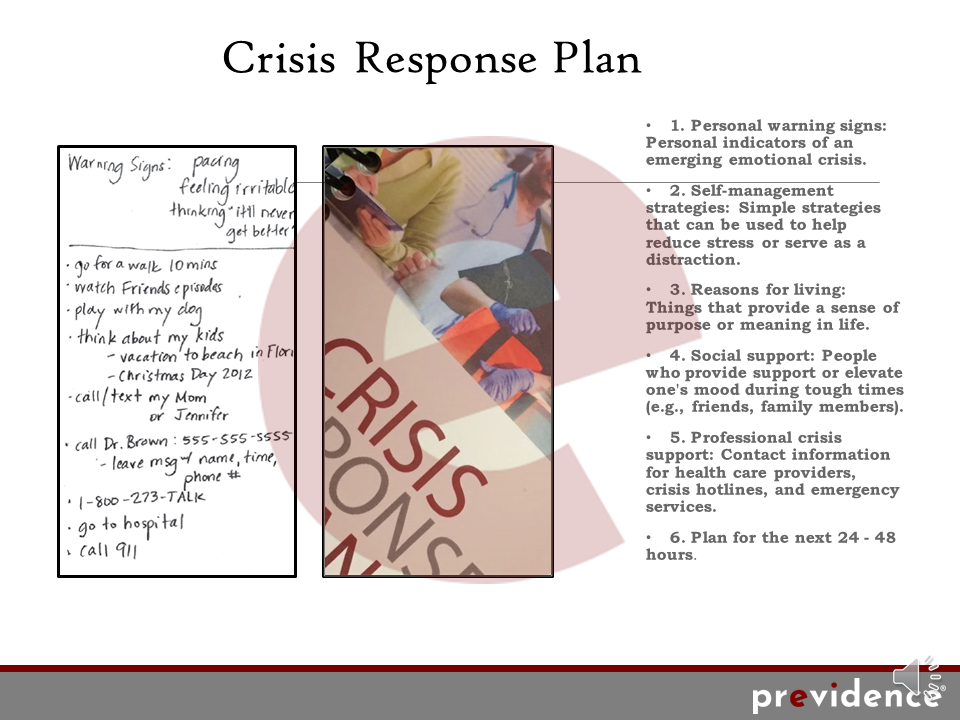 Crisis Response Plan
Warning Signs: pacing
feeling irritable
thinking "it'll never
get better"
· go for a walk 10 mins
· watch Friends episodes
· play with my dog
· think about my kids
- vacation to beach in Flori
- Christmas Day 2012
· call/text my Mom
or Jennifer
· call Dr. Brown: 555-555-5555
- leave msg w/ name, time,
phone #
· 1-800-273-TALK
· go to hospital
· call 911
CRISIS
PONS
• 1. Personal warning signs:
Personal indicators of an
emerging emotional crisis.
• 2. Self-management
strategies: Simple strategies
that can be used to help
reduce stress or serve as a
distraction.
• 3. Reasons for living:
Things that provide a sense of
purpose or meaning in life.
• 4. Social support: People
who provide support or elevate
one's mood during tough times
(e.g., friends, family members).
• 5. Professional crisis
support: Contact information
for health care providers,
crisis hotlines, and emergency
services.
• 6. Plan for the next 24 - 48
hours.
previdence®